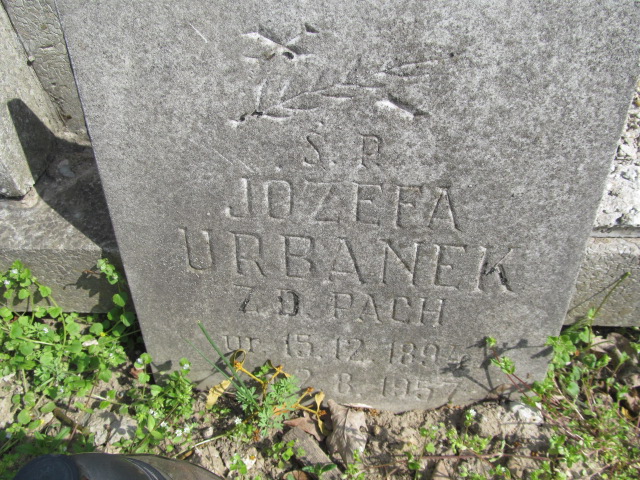 Ś. P.
JÓZEFA
URBANEK
Z.D. PACH
ur 15.12.1894
2.8.1957